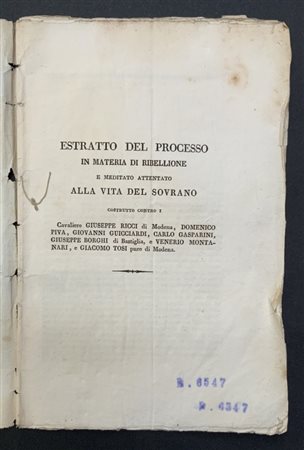 ESTRATTO DEL PROCESSO
IN MATERIA DI RIBELLIONE
E MEDITATO ATTENTATO
ALLA VITA DEL SOVRANO
COSTRUTTO CONTRO I
Cavaliere GIUSEPPE RICCI di Modena, DOMENICO
PIVA, GIOVANNI GUICCIARDI, CARLO GASPARINI,
GIUSEPPE BORGHI di Bastiglia, e VENERIO MONTA-
NARI, e GIACOMO TOSI pure di Modena.
R. 6547
R. 6347